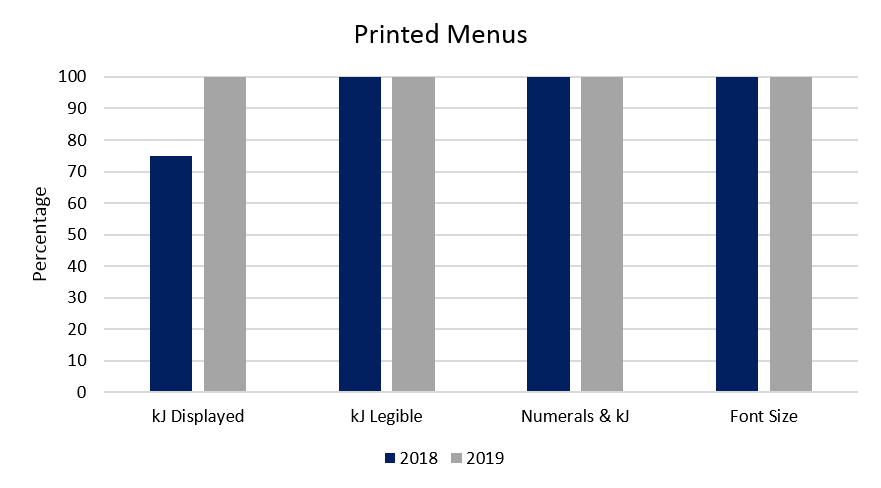 Printed Menus
Percentage
100
90
80
70
60
50
40
30
20
10
0
kJ Displayed
kJ Legible
Numerals & kJ
Font Size
2018
2019